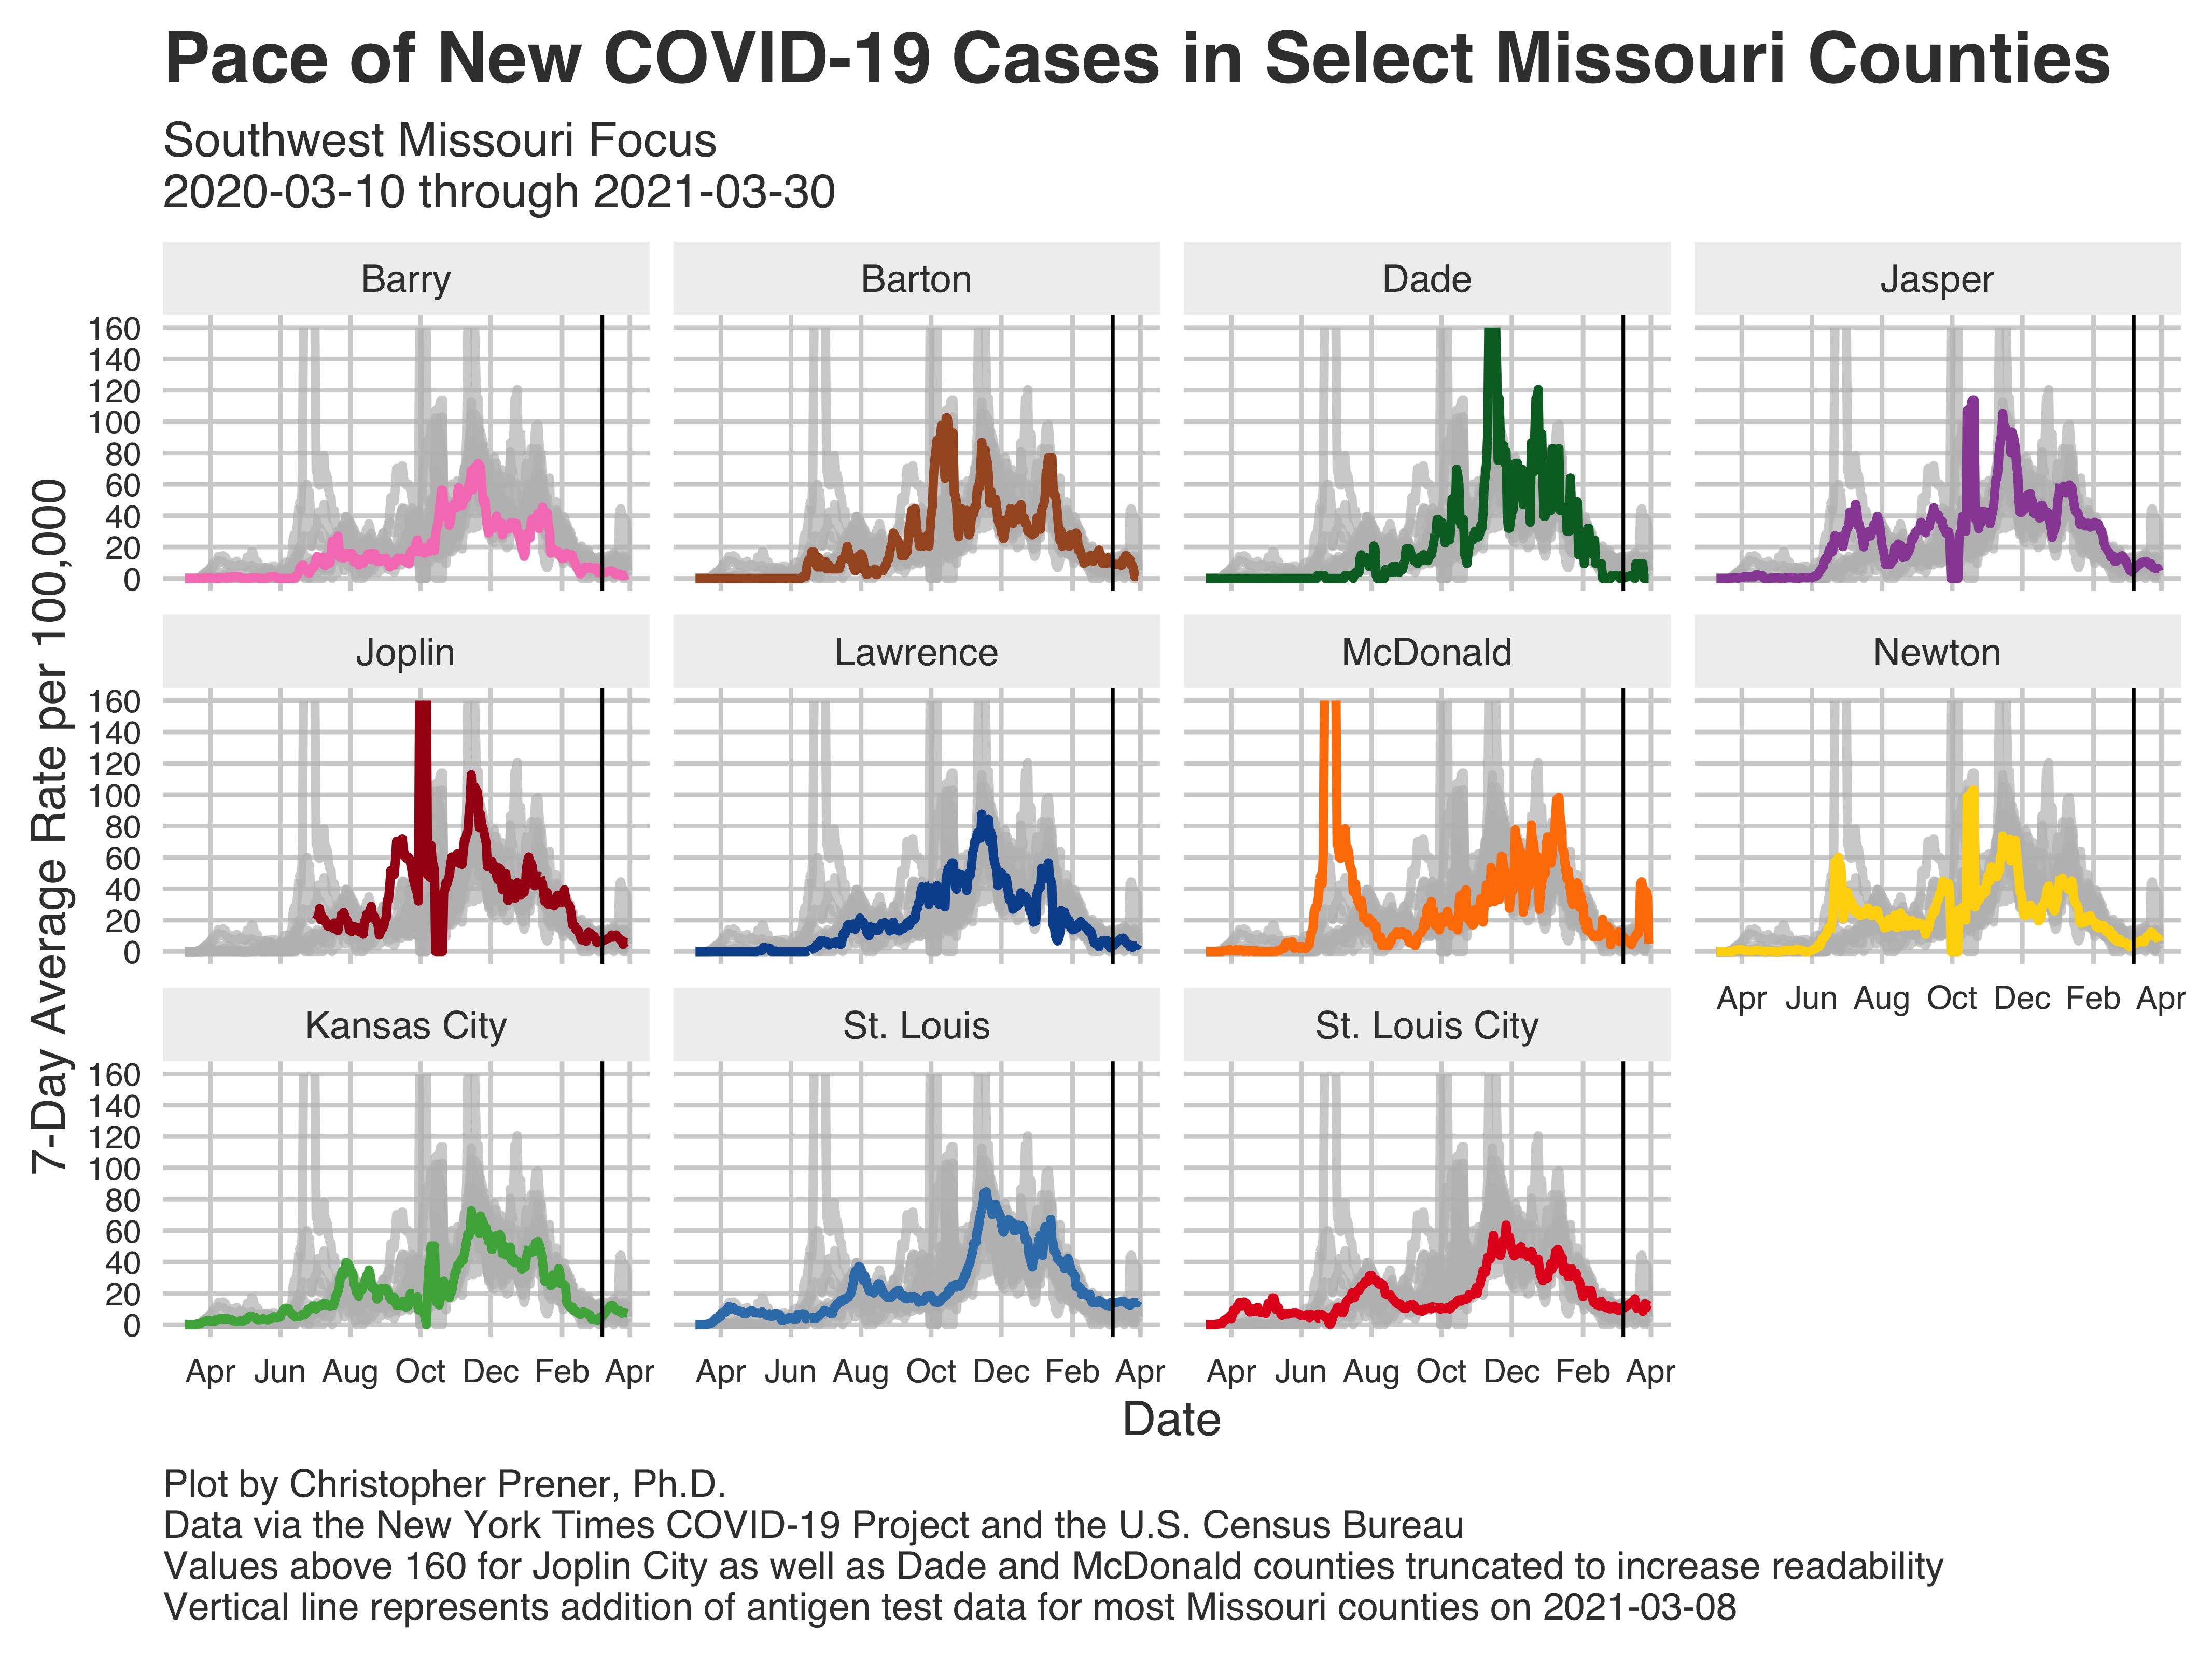 Pace of New COVID-19 Cases in Select Missouri Counties
Southwest Missouri Focus
2020-03-10 through 2021-03-30
7-Day Average Rate per 100,000
Barry
Barton
Dade
Jasper
160
140
120
100
80
60
40
20
0
Joplin
Lawrence
McDonald
Newton
160
140
120
100
80
60
40
20
0
Apr Jun Aug Oct Dec Feb Apr
Kansas City
St. Louis
St. Louis City
160
140
120
100
80
60
40
20
0
Apr Jun Aug Oct Dec Feb Apr
Apr Jun Aug Oct Dec Feb Apr
Apr Jun Aug Oct Dec Feb Apr
Date
Plot by Christopher Prener, Ph.D.
Data via the New York Times COVID-19 Project and the U.S. Census Bureau
Values above 160 for Joplin City as well as Dade and McDonald counties truncated to increase readability
Vertical line represents addition of antigen test data for most Missouri counties on 2021-03-08